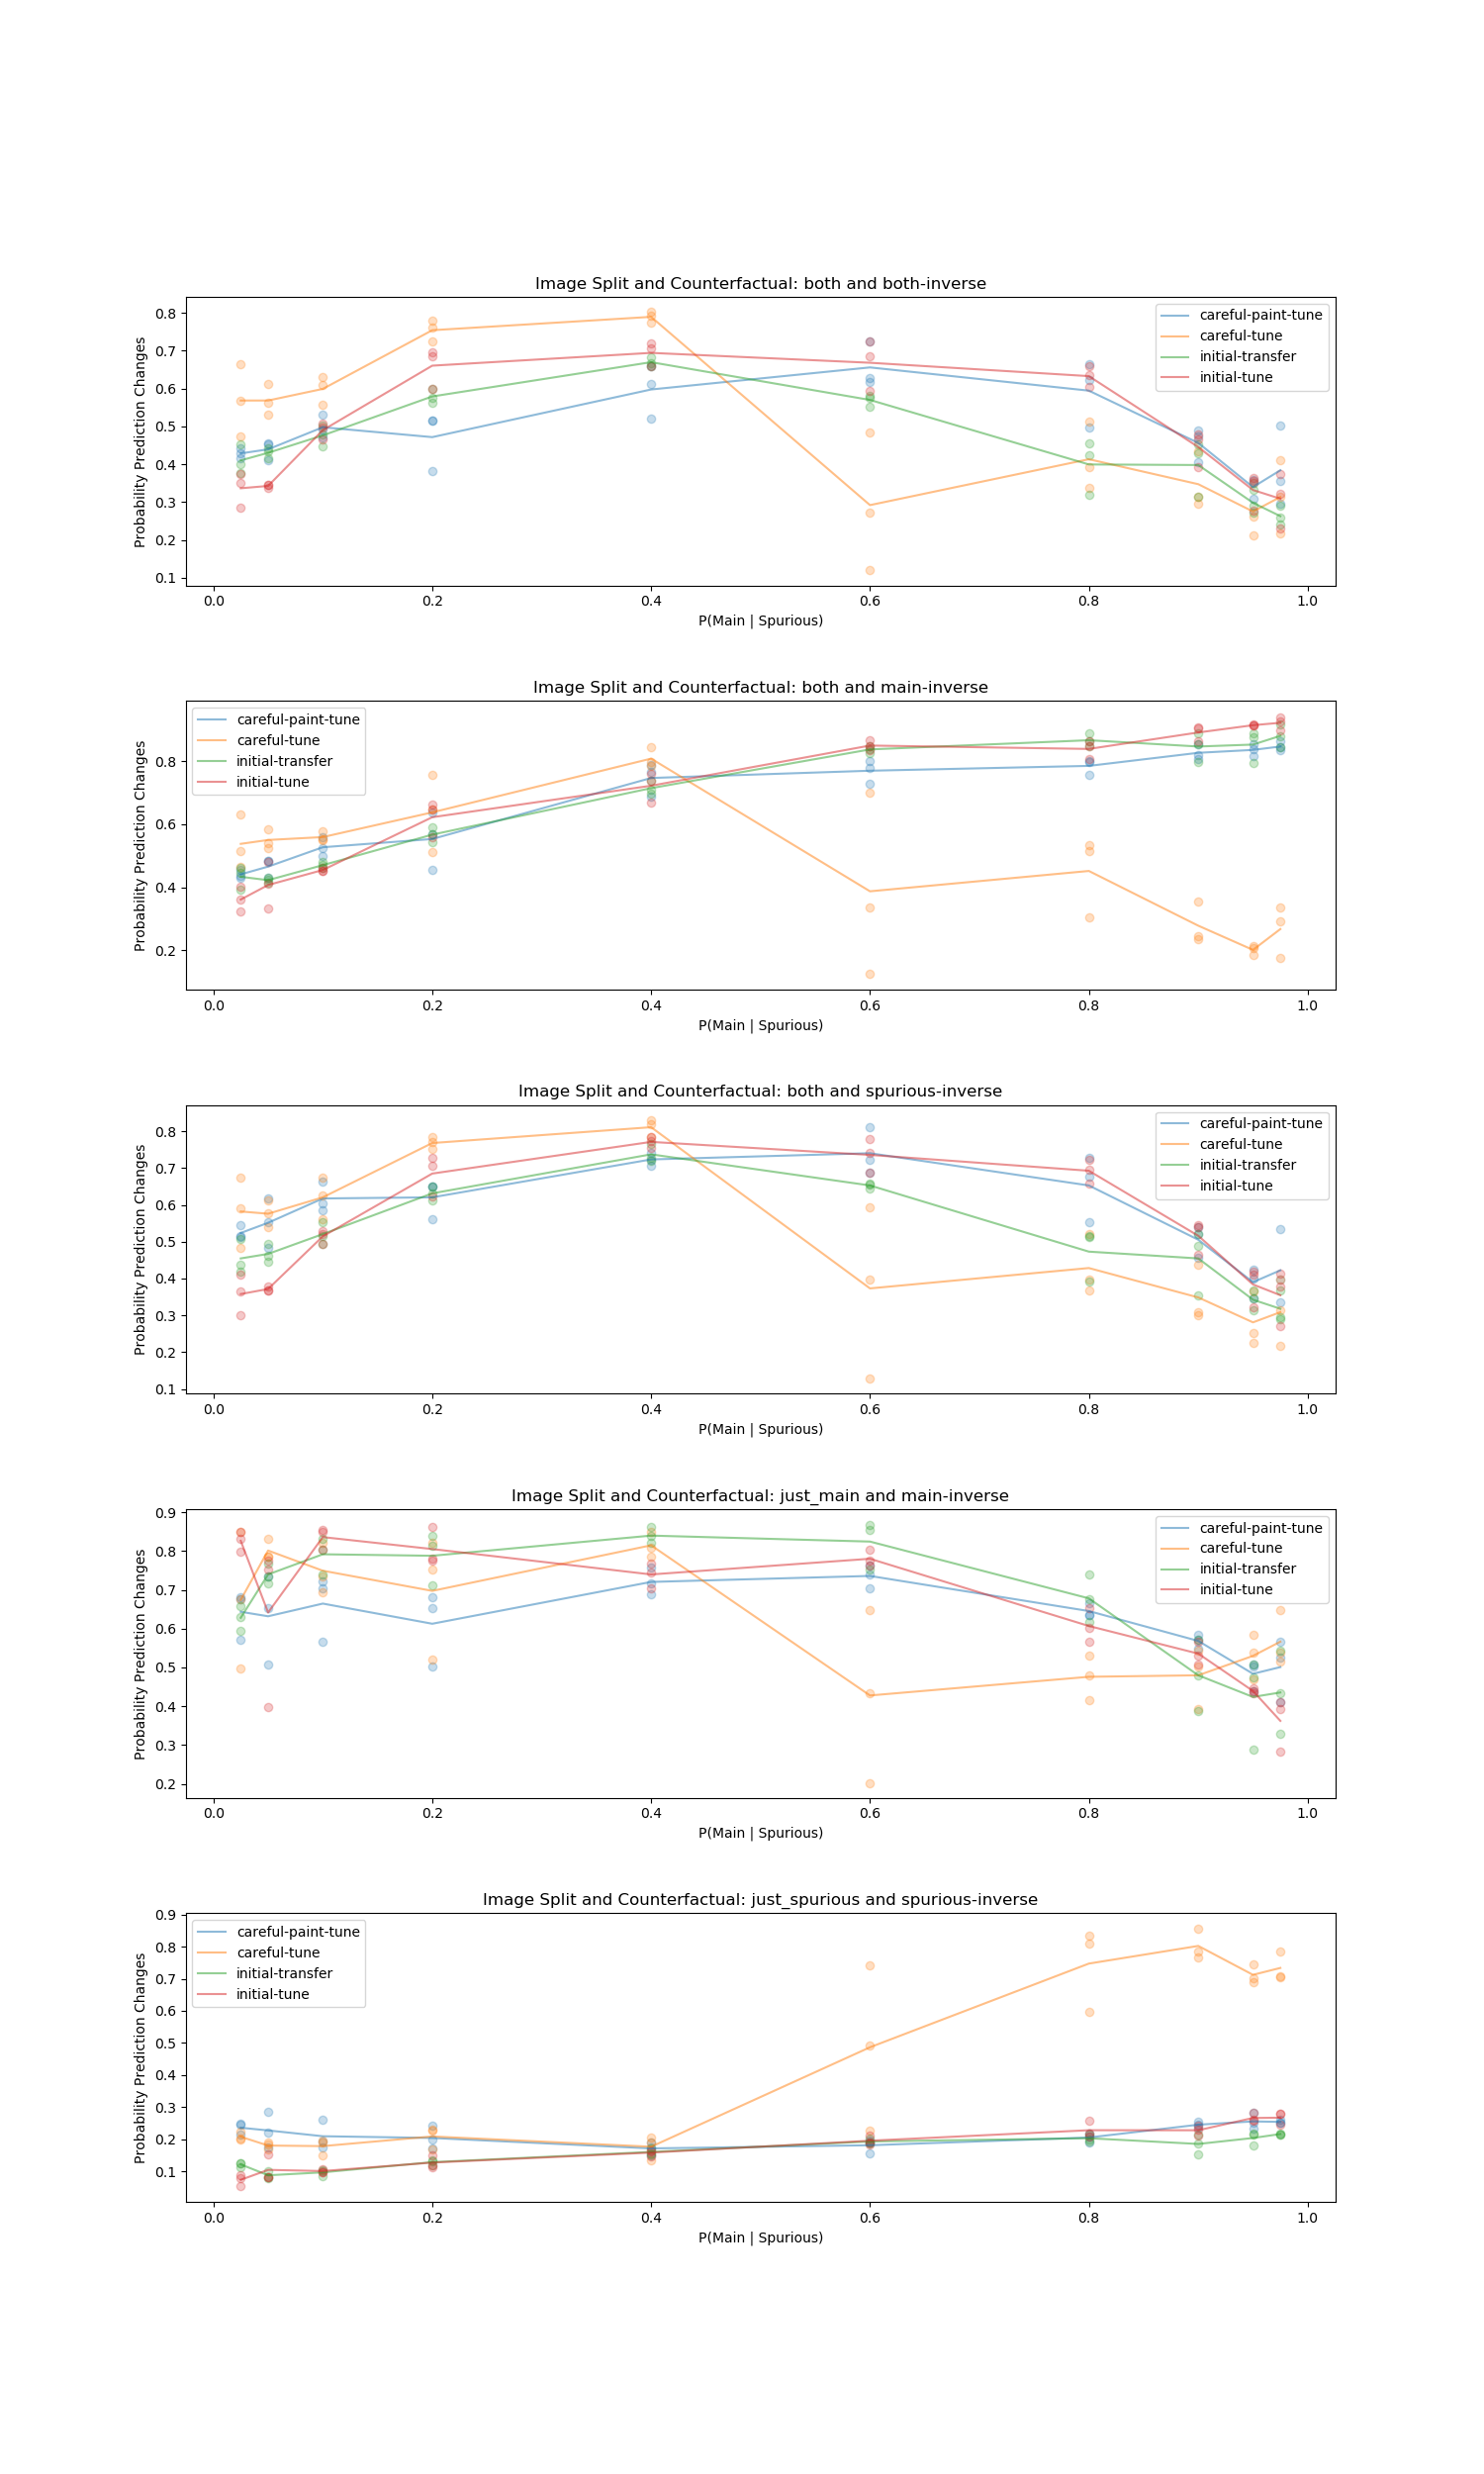 Image Split and Counterfactual: both and both-inverse
Probability Prediction Changes
0.8
0.7
0.6
0.5
0.4
0.3
0.2
0.1
careful-paint-tune
careful-tune
initial-transfer
initial-tune
0.0 0.2 0.4 0.6 0.8 1.0
P(Main | Spurious)
Image Split and Counterfactual: both and main-inverse
Probability Prediction Changes
0.8
0.6
0.4
0.2
careful-paint-tune
careful-tune
initial-transfer
initial-tune
0.0 0.2 0.4 0.6 0.8 1.0
P(Main | Spurious)
Image Split and Counterfactual: both and spurious-inverse
Probability Prediction Changes
0.8
0.7
0.6
0.5
0.4
0.3
0.2
0.1
careful-paint-tune
careful-tune
initial-transfer
initial-tune
0.0 0.2 0.4 0.6 0.8 1.0
P(Main | Spurious)
Image Split and Counterfactual: just_main and main-inverse
Probability Prediction Changes
0.9
0.8
0.7
0.6
0.5
0.4
0.3
0.2
careful-paint-tune
careful-tune
initial-transfer
initial-tune
0.0 0.2 0.4 0.6 0.8 1.0
P(Main | Spurious)
Image Split and Counterfactual: just_spurious and spurious-inverse
Probability Prediction Changes
0.9
0.8
0.7
0.6
0.5
0.4
0.3
0.2
0.1
careful-paint-tune
careful-tune
initial-transfer
initial-tune
0.0 0.2 0.4 0.6 0.8 1.0
P(Main | Spurious)